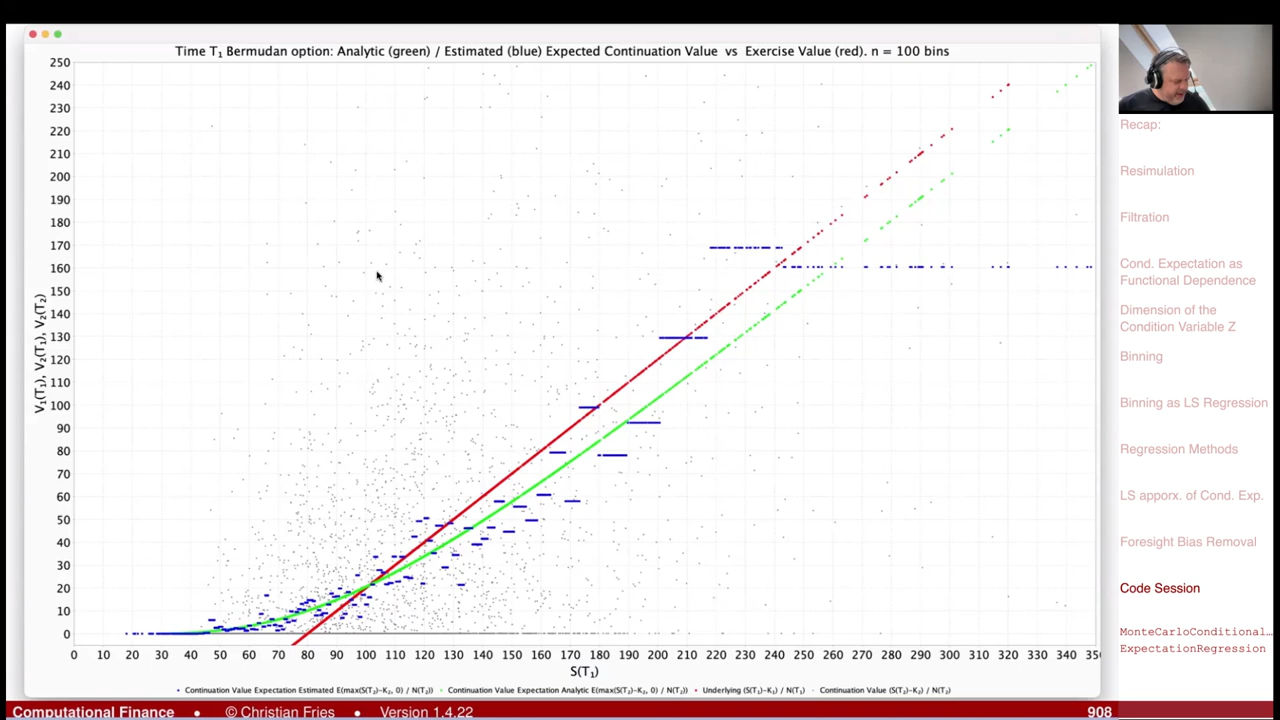 Time T₁ Bermudan option: Analytic (green) / Estimated (blue) Expected Continuation Value vs Exercise Value (red). n = 100 bins
250
240
230
220
210
200
190
180
170
160
150
140
130
120
110
100
90
80
70
60
50
40
30
20
10
0
V₁(T₁), V₂(T₁), V₂(T₂)
0 10 20 30 40 50 60 70 80 90 100 110 120 130 140 150 160 170 180 190 200 210 220 230 240 250 260 270 280 290 300 310 320 330 340 350
S(T₁)
Continuation Value Expectation Estimated E(max(S(T₂)-K₂, 0) / N(T₂)) Continuation Value Expectation Analytic E(max(S(T₂)-K₂, 0) / N(T₂)) Underlying (S(T₁)-K₁) / N(T₁) Continuation Value (S(T₂)-K₂) / N(T₂)
Recap:
Resimulation
Filtration
Cond. Expectation as
Functional Dependence
Dimension of the
Condition Variable Z
Binning
Binning as LS Regression
Regression Methods
LS apporx. of Cond. Exp.
Foresight Bias Removal
Code Session
MonteCarloConditional...
ExpectationRegression
Computational Finance • © Christian Fries • Version 1.4.22 908